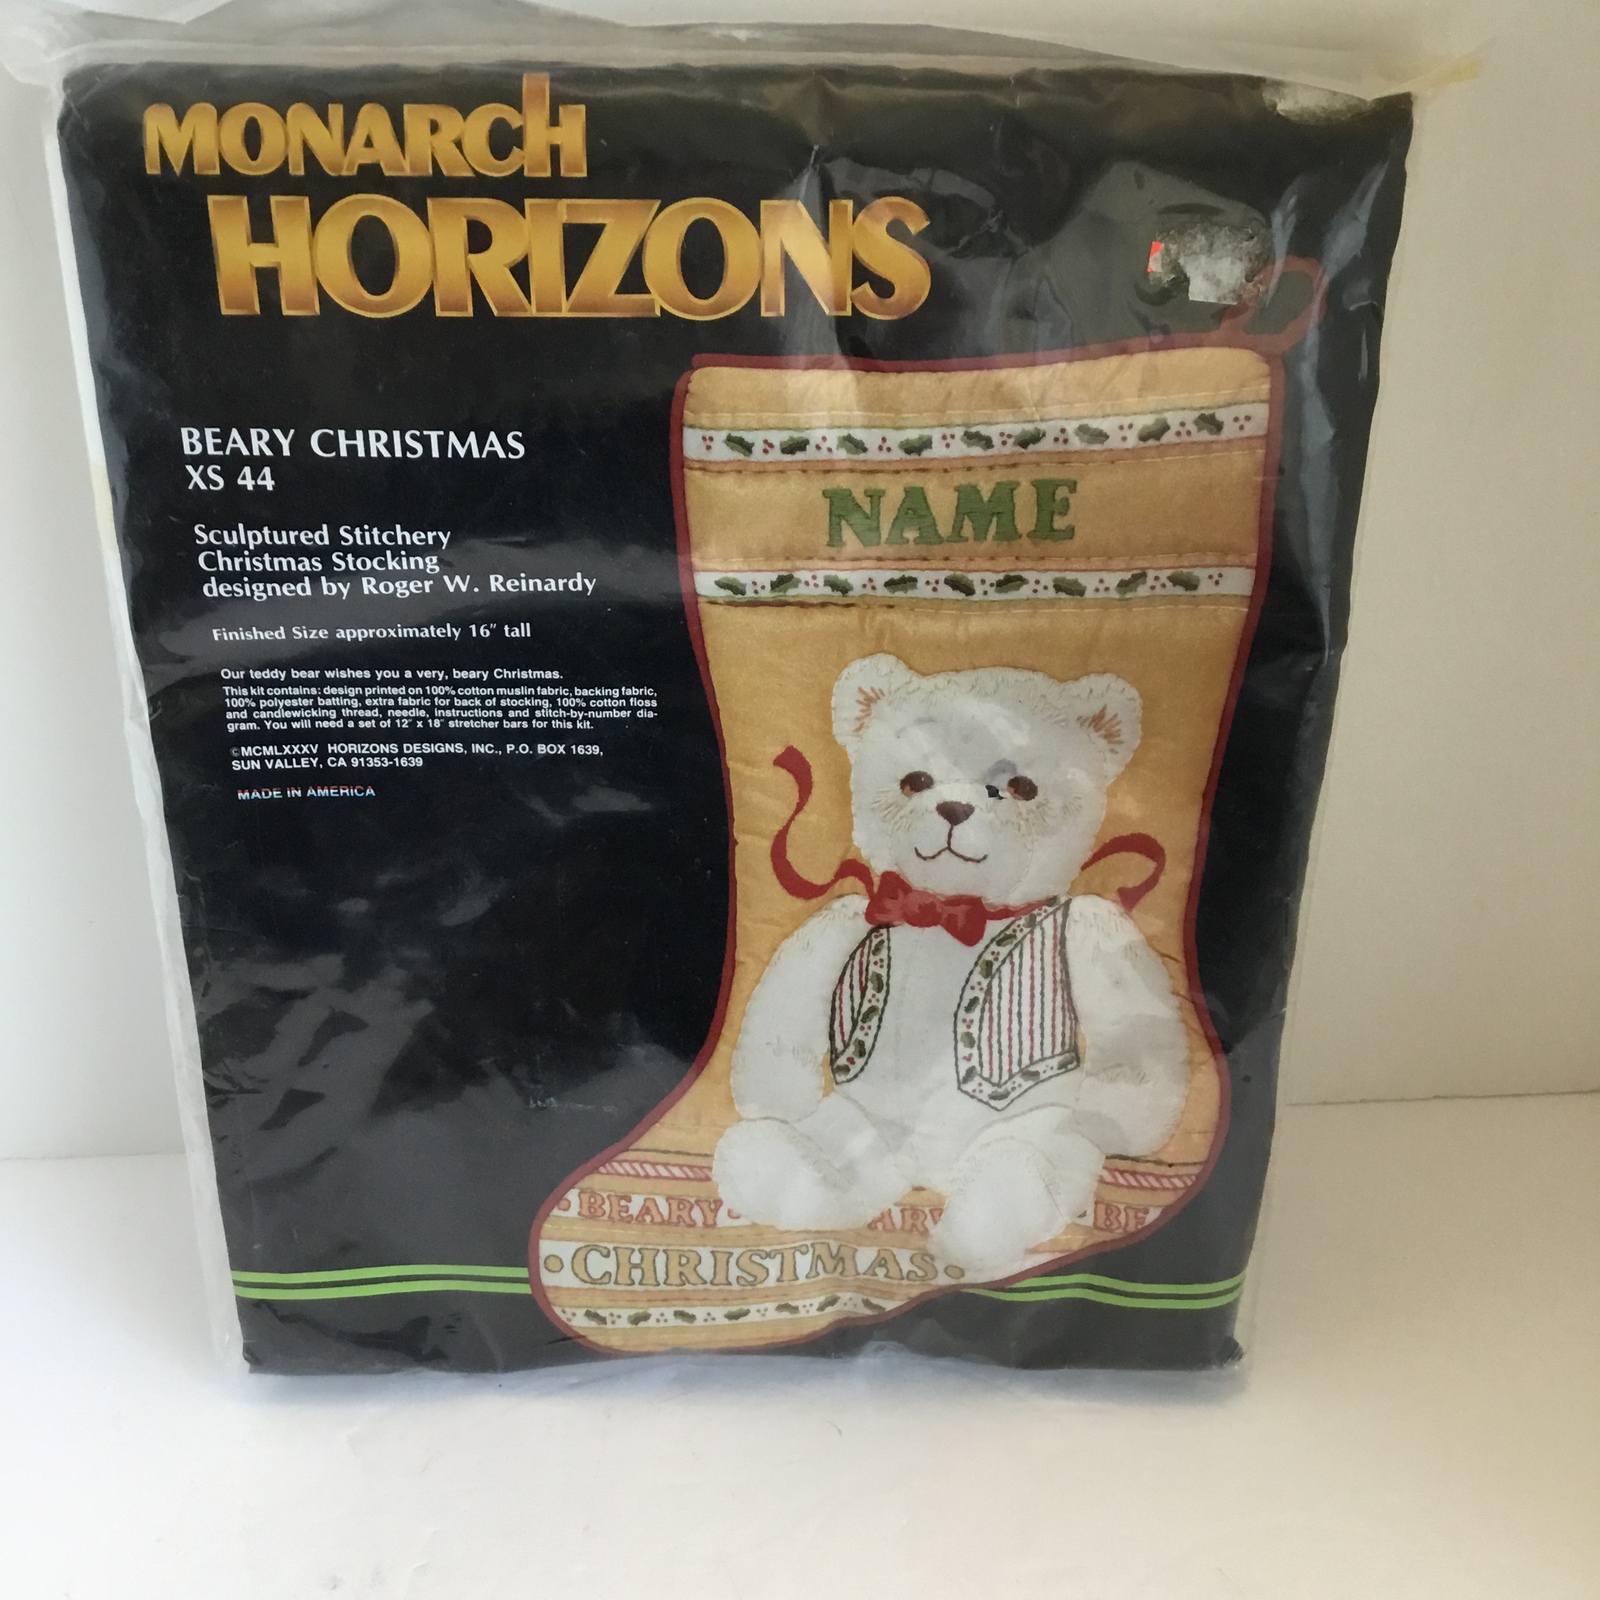 MONARCH
HORIZONS
BEARY CHRISTMAS
XS 44
Sculptured Stitchery
Christmas Stocking
designed by Roger W. Reinardy
Finished Size approximately 16" tall
Our teddy bear wishes you a very, beary Christmas.
This kit contains: design printed on 100% cotton muslin fabric, backing fabric,
100% polyester batting, extra fabric for back of stocking, 100% cotton floss
and candlewicking thread, needle, instructions and stitch-by-number dia-
gram. You will need a set of 12" x 18" stretcher bars for this kit.
©MCMLXXXV HORIZONS DESIGNS, INC., P.O. BOX 1639,
SUN VALLEY, CA 91353-1639
MADE IN AMERICA
NAME
•BEARY• ARY •BE
•CHRISTMAS•